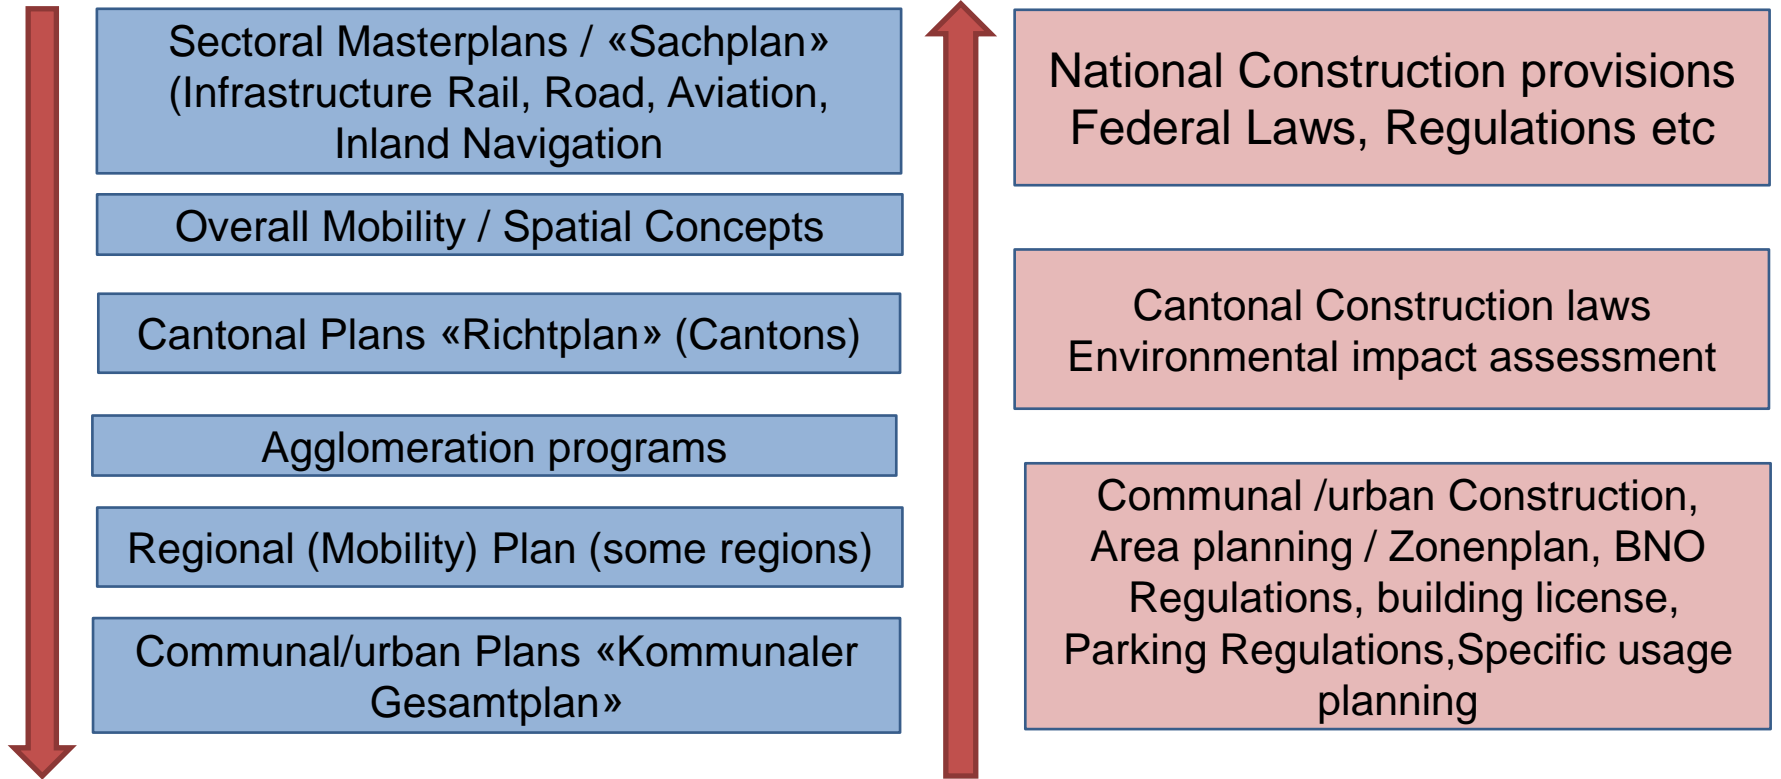 Sectoral Masterplans / «Sachplan»
(Infrastructure Rail, Road, Aviation,
Inland Navigation
Overall Mobility / Spatial Concepts
Cantonal Plans «Richtplan» (Cantons)
Agglomeration programs
Regional (Mobility) Plan (some regions)
Communal/urban Plans «Kommunaler
Gesamtplan»
National Construction provisions
Federal Laws, Regulations etc
Cantonal Construction laws
Environmental impact assessment
Communal /urban Construction,
Area planning / Zonenplan, BNO
Regulations, building license,
Parking Regulations,Specific usage
planning